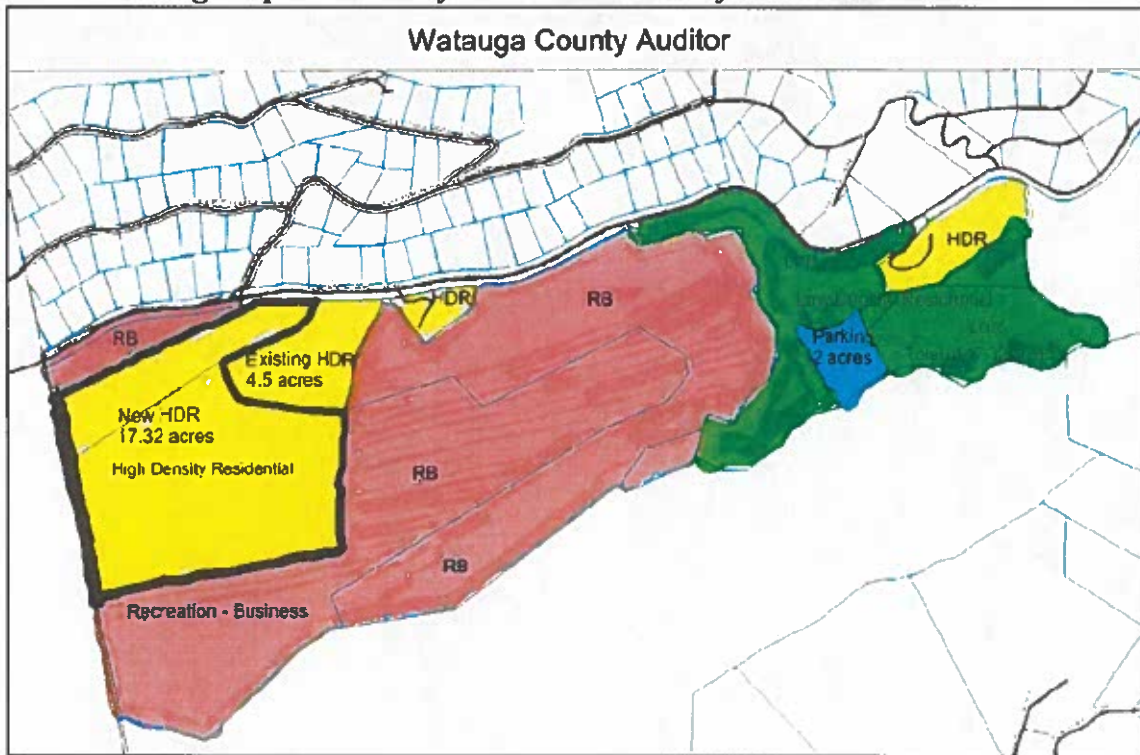 Watauga County Auditor
HDR
RB
HDR
RB
Existing HDR
4.5 acres
Parking
2 acres
New HDR
17.32 acres
High Density Residential
RB
RB
Recreation - Business